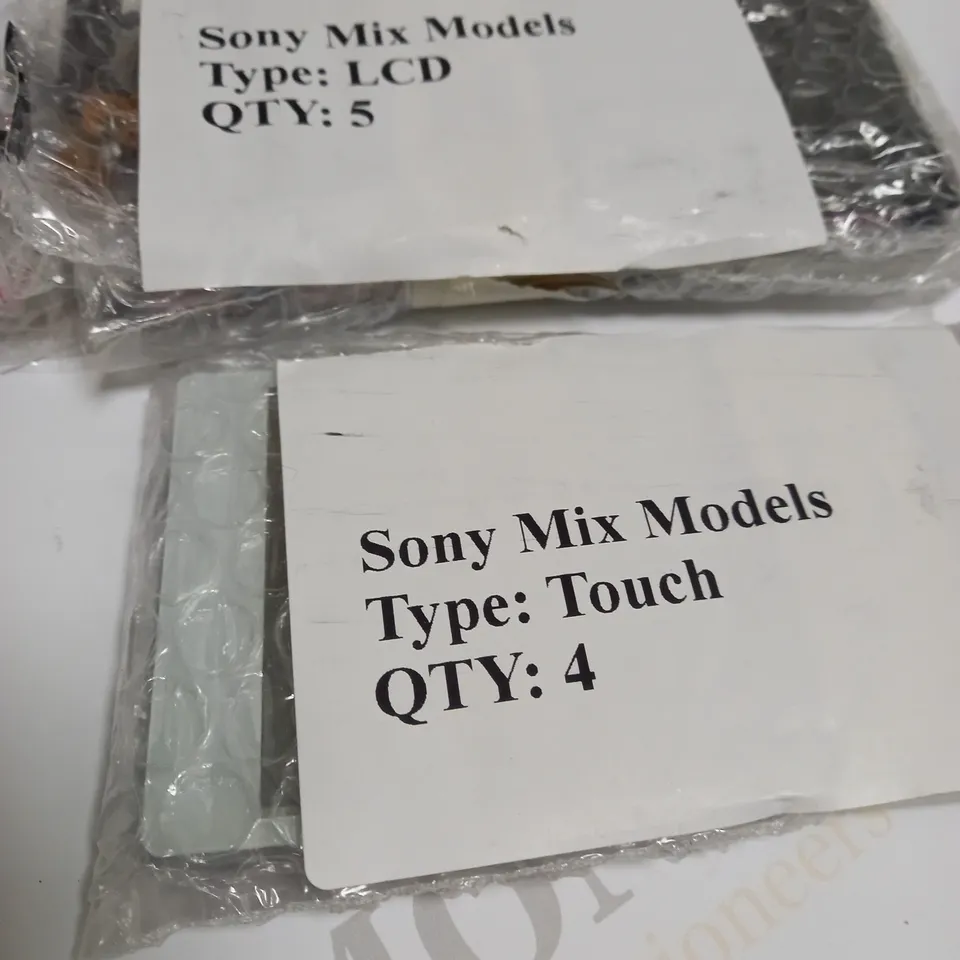 Sony Mix Models
Type: LCD
QTY: 5
Sony Mix Models
Type: Touch
QTY: 4